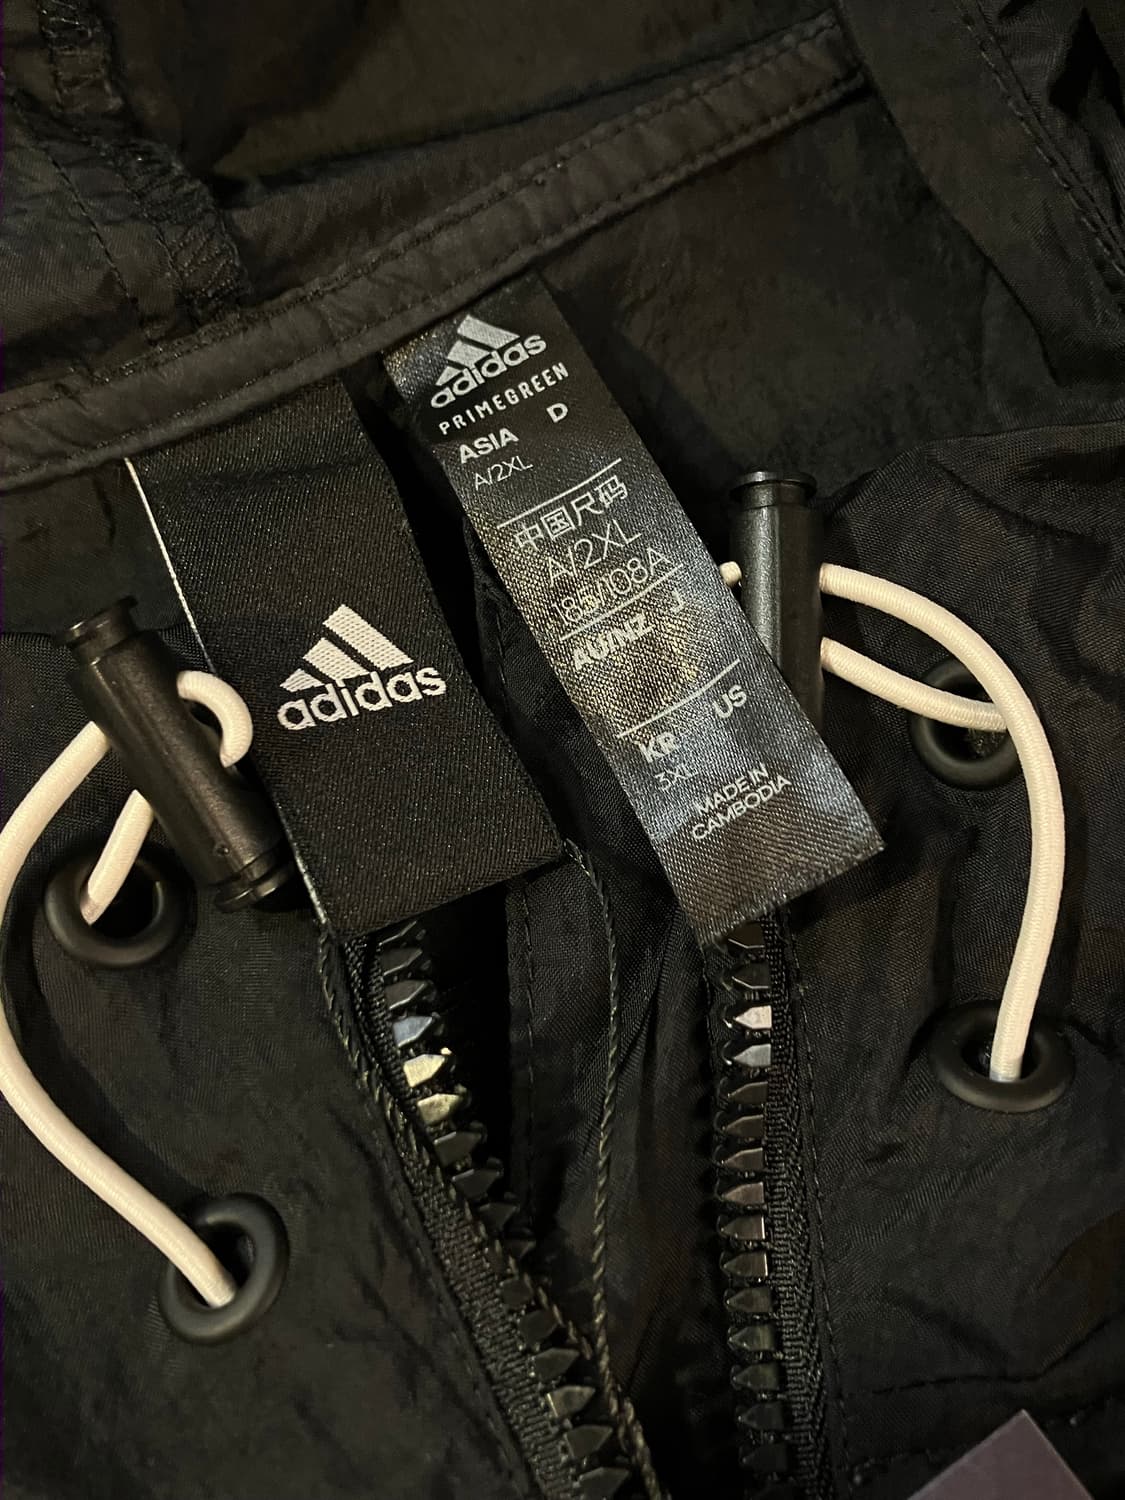 adidas
adidas
PRIMEGREEN
ASIA D
A/2XL
中国尺码
A/2XL
185/108A
AU/NZ J
KR US
3XL
MADE IN
CAMBODIA